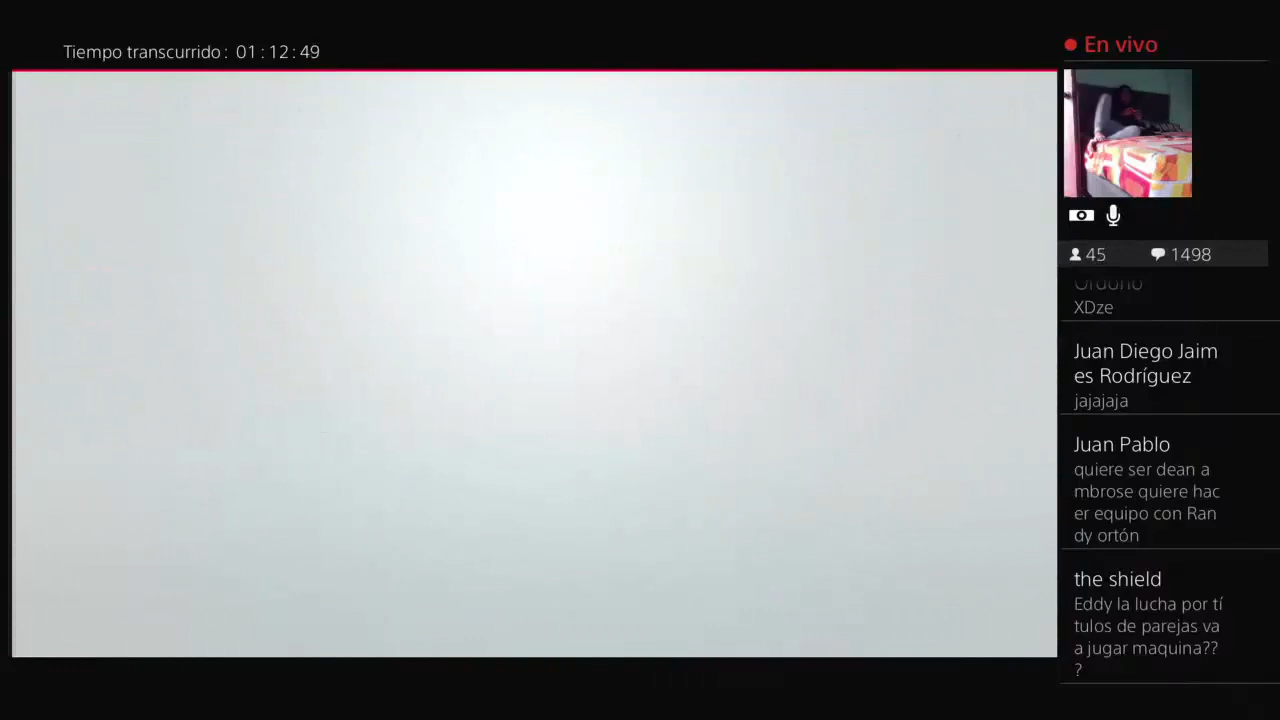 Tiempo transcurrido: 01:12:49
En vivo
45 1498
Ordoño
XDze
Juan Diego Jaim
es Rodríguez
jajajaja
Juan Pablo
quiere ser dean a
mbrose quiere hac
er equipo con Ran
dy ortón
the shield
Eddy la lucha por tí
tulos de parejas va
a jugar maquina??
?